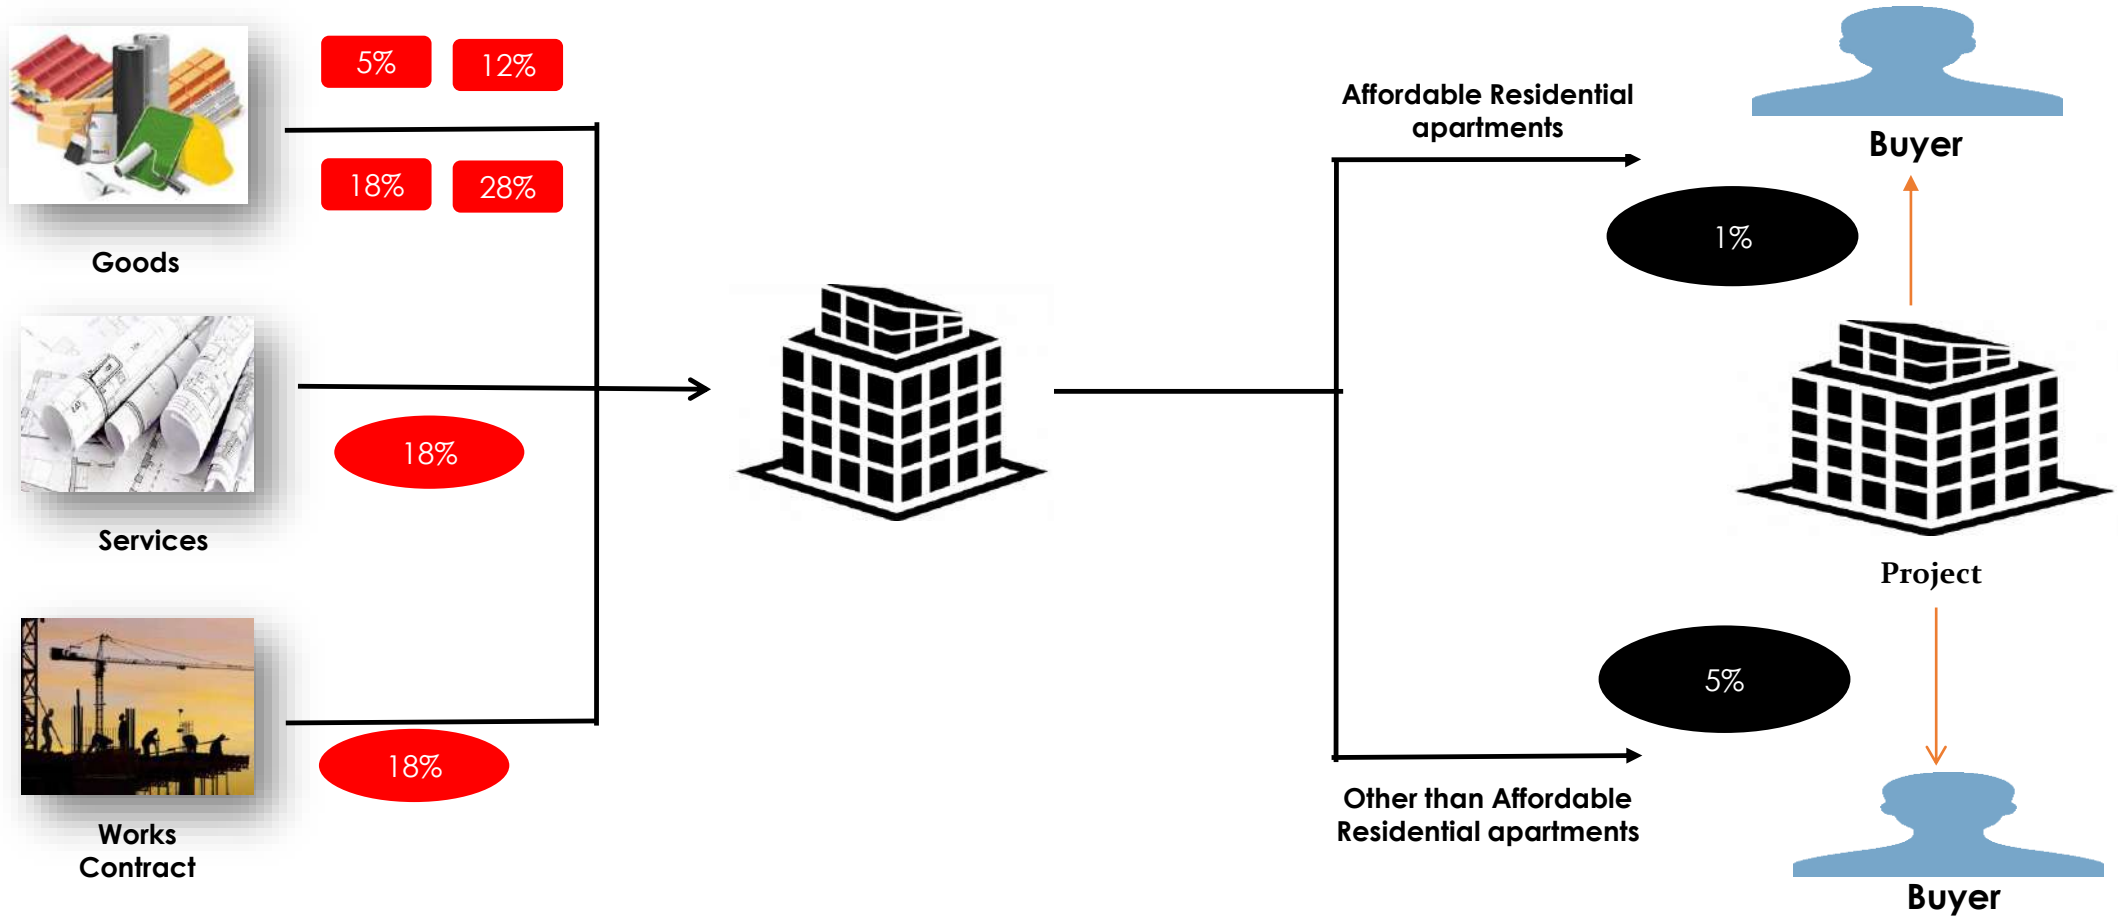 5%
12%
18%
28%
Goods
18%
Services
18%
Works
Contract
Affordable Residential
apartments
Buyer
1%
Project
5%
Other than Affordable
Residential apartments
Buyer